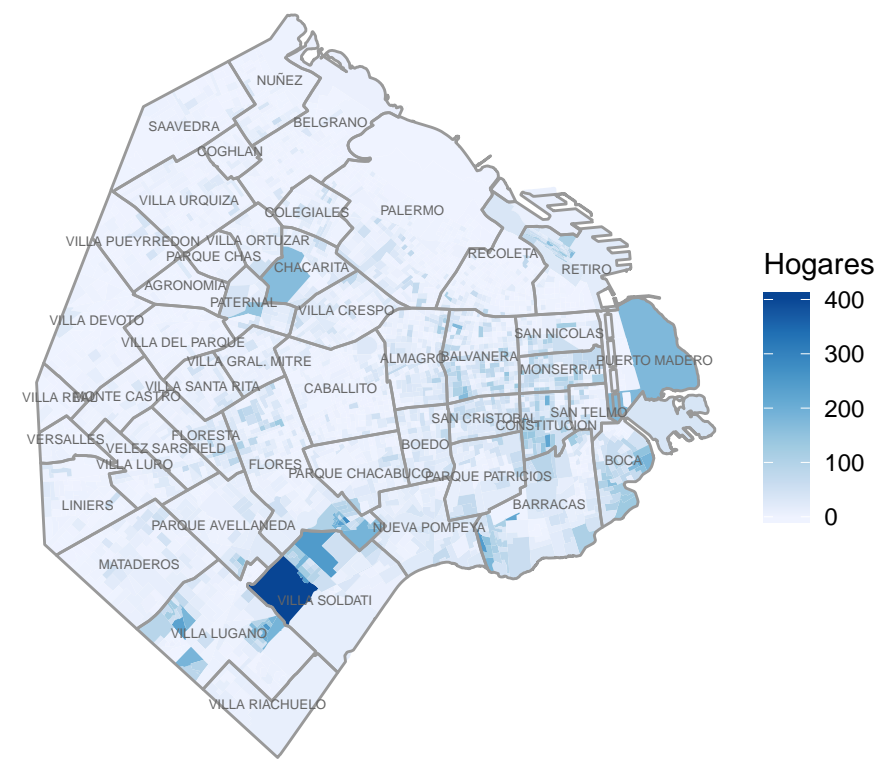 NUÑEZ
SAAVEDRA
BELGRANO
COGHLAN
VILLA URQUIZA
COLEGIALES
PALERMO
VILLA PUEYRREDON
VILLA ORTUZAR
PARQUE CHAS
CHACARITA
RECOLETA
RETIRO
AGRONOMIA
PATERNAL
VILLA CRESPO
VILLA DEVOTO
VILLA DEL PARQUE
VILLA GRAL. MITRE
ALMAGRO
BALVANERA
SAN NICOLAS
MONSERRAT
PUERTO MADERO
VILLA REAL
MONTE CASTRO
VILLA SANTA RITA
CABALLITO
SAN CRISTOBAL
SAN TELMO
CONSTITUCION
VERSALLES
FLORESTA
VELEZ SARSFIELD
BOEDO
VILLA LURO
FLORES
PARQUE CHACABUCO
PARQUE PATRICIOS
BOCA
LINIERS
BARRACAS
PARQUE AVELLANEDA
NUEVA POMPEYA
MATADEROS
VILLA SOLDATI
VILLA LUGANO
VILLA RIACHUELO
Hogares
400
300
200
100
0